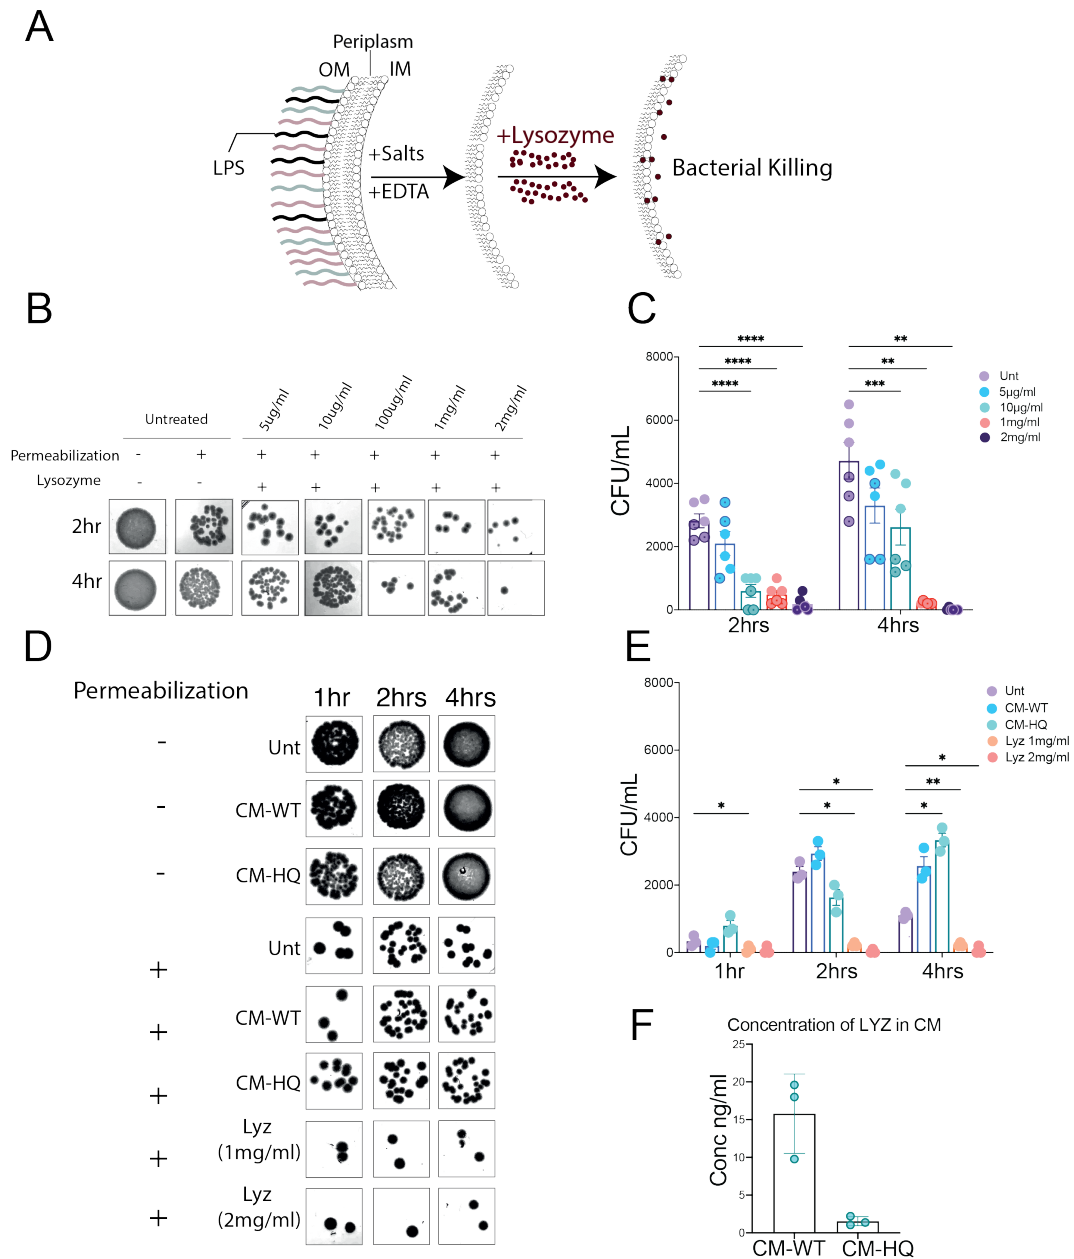 A
Periplasm
OM
IM
LPS
+Salts
+EDTA
+Lysozyme
Bacterial Killing
B
Untreated
5ug/ml
10ug/ml
100ug/ml
1mg/ml
2mg/ml
Permeabilization - + + + + + +
Lysozyme - - + + + + +
2hr
4hr
C
**** **
**** **
**** ***
8000
6000
4000
2000
0
CFU/mL
2hrs 4hrs
Unt
5µg/ml
10µg/ml
1mg/ml
2mg/ml
D
Permeabilization
1hr 2hrs 4hrs
- Unt
- CM-WT
- CM-HQ
+ Unt
+ CM-WT
+ CM-HQ
+ Lyz
(1mg/ml)
+ Lyz
(2mg/ml)
E
8000
6000
4000
2000
0
CFU/mL
*
*
*
*
**
*
1hr 2hrs 4hrs
Unt
CM-WT
CM-HQ
Lyz 1mg/ml
Lyz 2mg/ml
F
Concentration of LYZ in CM
25
20
15
10
5
0
Conc ng/ml
CM-WT CM-HQ